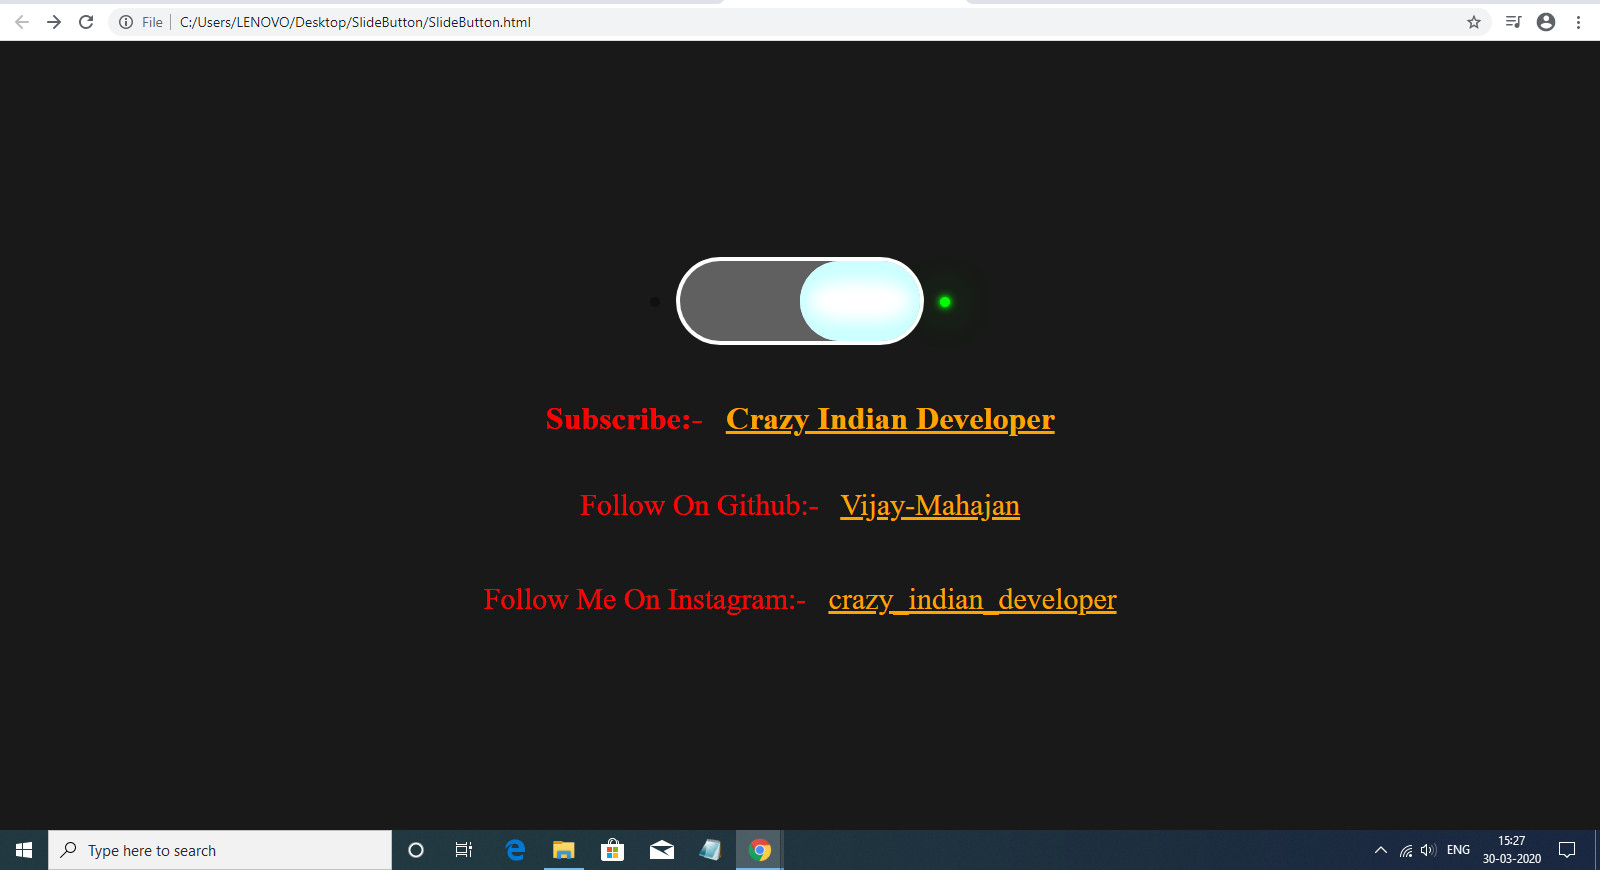 File C:/Users/LENOVO/Desktop/SlideButton/SlideButton.html
Subscribe:- Crazy Indian Developer
Follow On Github:- Vijay-Mahajan
Follow Me On Instagram:- crazy_indian_developer
Type here to search
ENG
15:27
30-03-2020